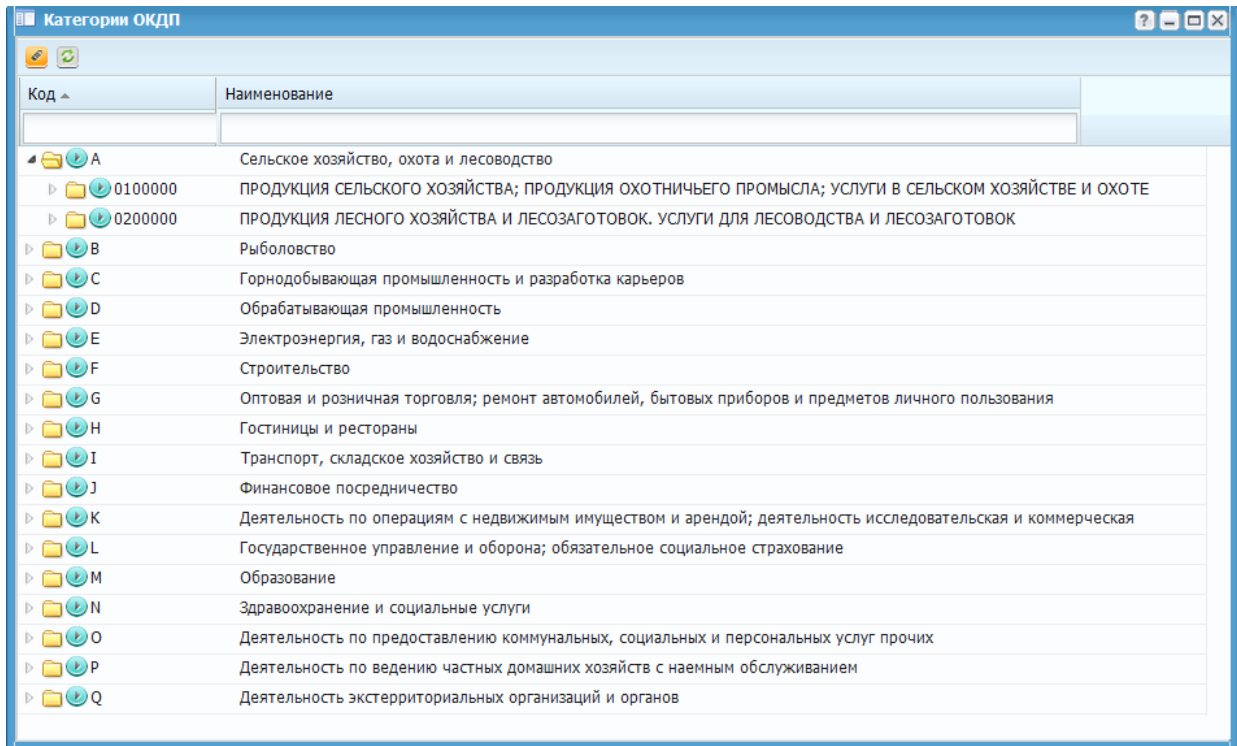 Категории ОКДП
Код Наименование
A Сельское хозяйство, охота и лесоводство
0100000 ПРОДУКЦИЯ СЕЛЬСКОГО ХОЗЯЙСТВА; ПРОДУКЦИЯ ОХОТНИЧЬЕГО ПРОМЫСЛА; УСЛУГИ В СЕЛЬСКОМ ХОЗЯЙСТВЕ И ОХОТЕ
0200000 ПРОДУКЦИЯ ЛЕСНОГО ХОЗЯЙСТВА И ЛЕСОЗАГОТОВОК. УСЛУГИ ДЛЯ ЛЕСОВОДСТВА И ЛЕСОЗАГОТОВОК
B Рыболовство
C Горнодобывающая промышленность и разработка карьеров
D Обрабатывающая промышленность
E Электроэнергия, газ и водоснабжение
F Строительство
G Оптовая и розничная торговля; ремонт автомобилей, бытовых приборов и предметов личного пользования
H Гостиницы и рестораны
I Транспорт, складское хозяйство и связь
J Финансовое посредничество
K Деятельность по операциям с недвижимым имуществом и арендой; деятельность исследовательская и коммерческая
L Государственное управление и оборона; обязательное социальное страхование
M Образование
N Здравоохранение и социальные услуги
O Деятельность по предоставлению коммунальных, социальных и персональных услуг прочих
P Деятельность по ведению частных домашних хозяйств с наемным обслуживанием
Q Деятельность экстерриториальных организаций и органов